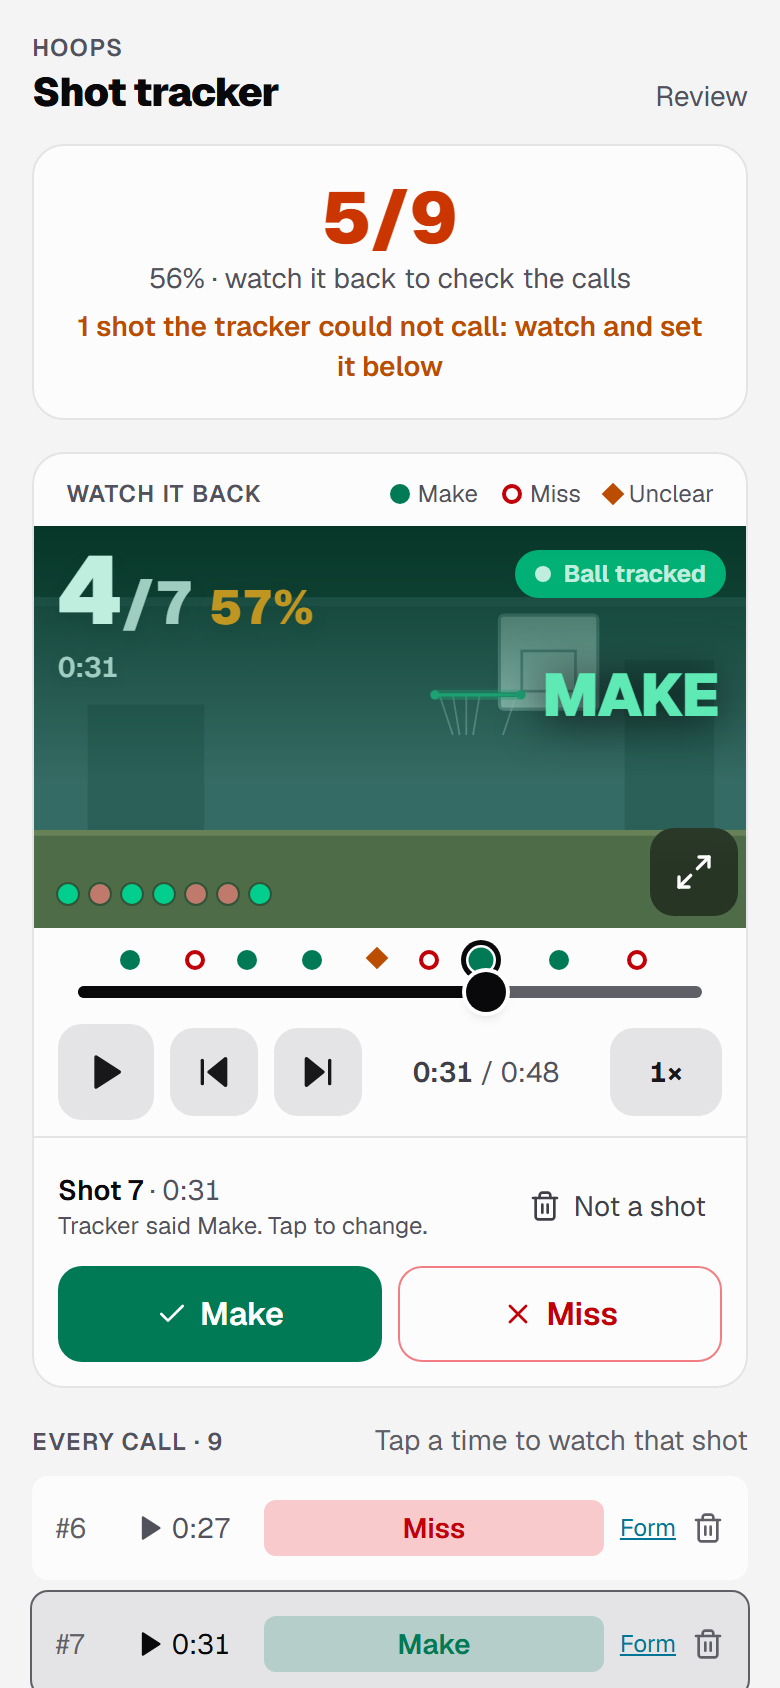 HOOPS
Shot tracker
Review
5/9
56% · watch it back to check the calls
1 shot the tracker could not call: watch and set
it below
WATCH IT BACK
Make
Miss
Unclear
4/7 57%
Ball tracked
0:31
MAKE
0:31 / 0:48
1×
Shot 7 · 0:31
Tracker said Make. Tap to change.
Not a shot
Make
Miss
EVERY CALL · 9
Tap a time to watch that shot
#6
0:27
Miss
Form
#7
0:31
Make
Form